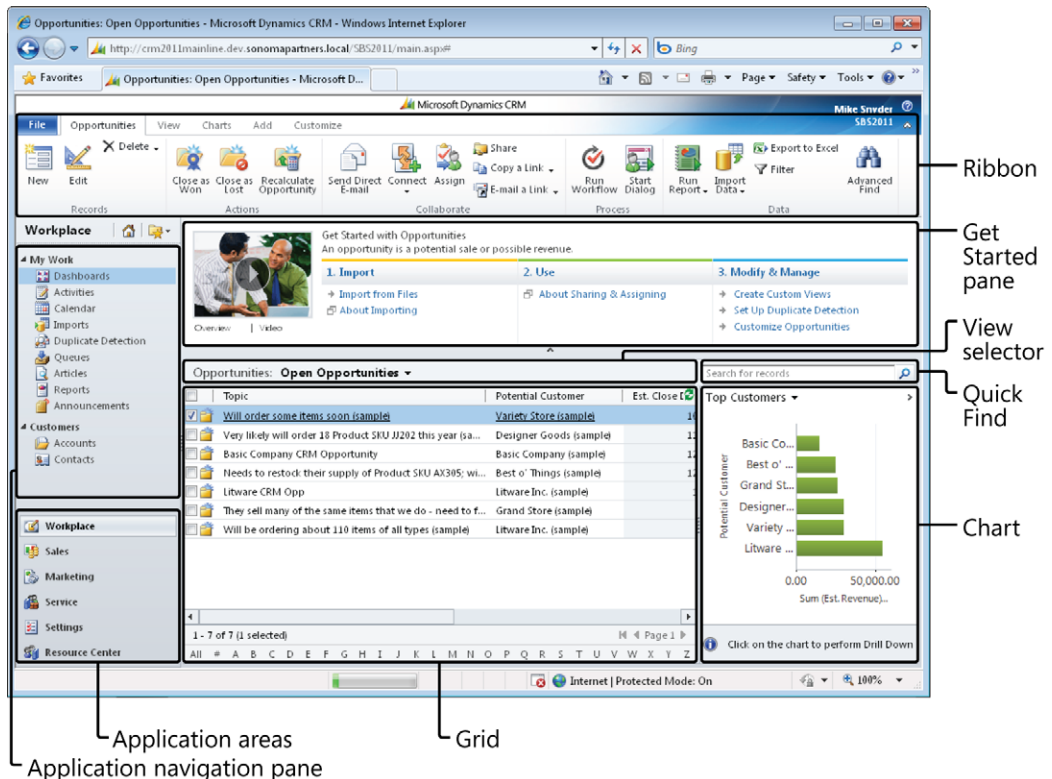 Opportunities: Open Opportunities - Microsoft Dynamics CRM - Windows Internet Explorer
http://crm2011mainline.dev.sonomapartners.local/SBS2011/main.aspx#
Bing
Favorites
Opportunities: Open Opportunities - Microsoft D...
Page Safety Tools
Microsoft Dynamics CRM
Mike Snyder
SBS2011
File Opportunities View Charts Add Customize
New
Edit
Delete
Records
Close as Won
Close as Lost
Recalculate Opportunity
Actions
Send Direct E-mail
Connect
Assign
Share
Copy a Link
E-mail a Link
Collaborate
Run Workflow
Start Dialog
Process
Run Report
Import Data
Export to Excel
Filter
Advanced Find
Data
Ribbon
Workplace
My Work
Dashboards
Activities
Calendar
Imports
Duplicate Detection
Queues
Articles
Reports
Announcements
Customers
Accounts
Contacts
Workplace
Sales
Marketing
Service
Settings
Resource Center
Get Started with Opportunities
An opportunity is a potential sale or possible revenue.
1. Import
Import from Files
About Importing
2. Use
About Sharing & Assigning
3. Modify & Manage
Create Custom Views
Set Up Duplicate Detection
Customize Opportunities
Overview | Video
Get
Started
pane
View
selector
Opportunities: Open Opportunities
Search for records
Quick
Find
Topic Potential Customer Est. Close D
Will order some items soon (sample) Variety Store (sample) 10
Very likely will order 18 Product SKU JJ202 this year (sa... Designer Goods (sample) 12
Basic Company CRM Opportunity Basic Company (sample) 12
Needs to restock their supply of Product SKU AX305; wi... Best o' Things (sample) 12
Litware CRM Opp Litware Inc. (sample)
They sell many of the same items that we do - need to f... Grand Store (sample)
Will be ordering about 110 items of all types (sample) Litware Inc. (sample)
1 - 7 of 7 (1 selected) Page 1
All # A B C D E F G H I J K L M N O P Q R S T U V W X Y Z
Top Customers
Potential Customer
Basic Co...
Best o' ...
Grand St...
Designer...
Variety ...
Litware ...
0.00 50,000.00
Sum (Est. Revenue)...
Click on the chart to perform Drill Down
Chart
Internet | Protected Mode: On 100%
Application areas
Grid
Application navigation pane